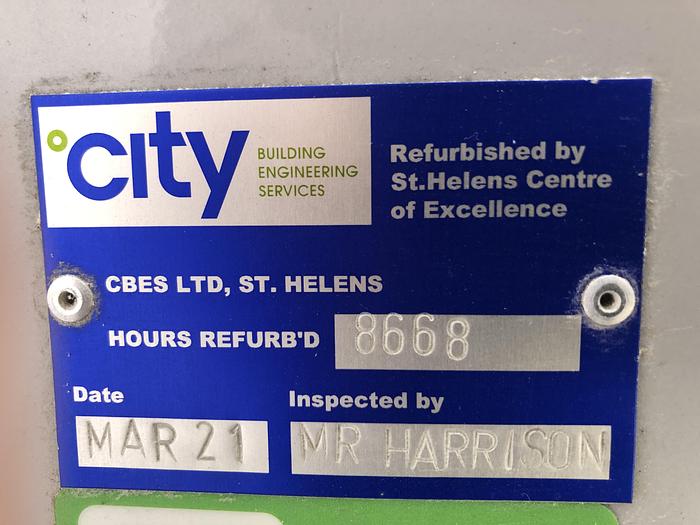 city
BUILDING
ENGINEERING
SERVICES
Refurbished by
St.Helens Centre
of Excellence
CBES LTD, ST. HELENS
HOURS REFURB'D 8668
Date
MAR 21
Inspected by
MR HARRISON